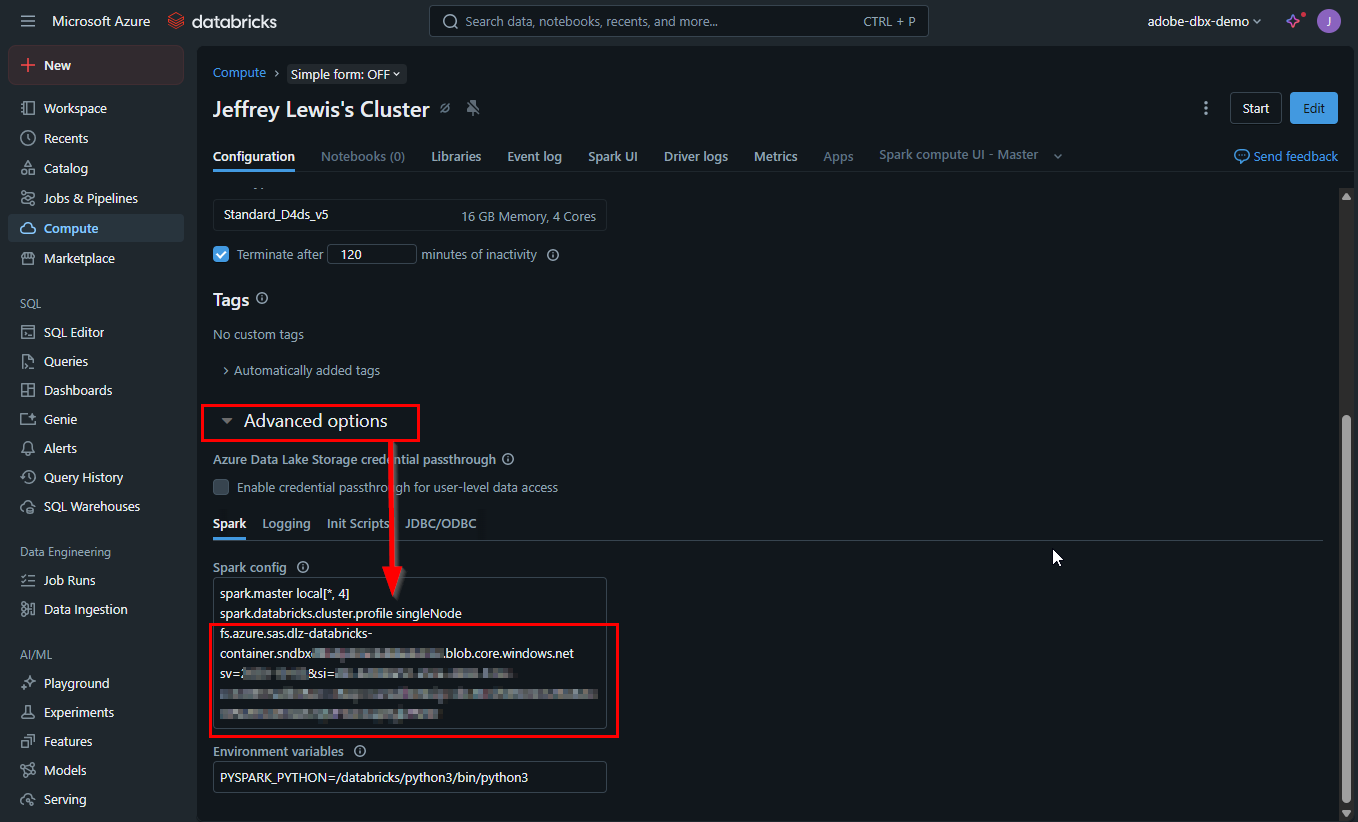 Microsoft Azure databricks Search data, notebooks, recents, and more... CTRL + P adobe-dbx-demo J
New
Workspace
Recents
Catalog
Jobs & Pipelines
Compute
Marketplace
SQL
SQL Editor
Queries
Dashboards
Genie
Alerts
Query History
SQL Warehouses
Data Engineering
Job Runs
Data Ingestion
AI/ML
Playground
Experiments
Features
Models
Serving
Compute › Simple form: OFF
Jeffrey Lewis's Cluster Start Edit
Configuration Notebooks (0) Libraries Event log Spark UI Driver logs Metrics Apps Spark compute UI - Master Send feedback
Standard_D4ds_v5 16 GB Memory, 4 Cores
Terminate after 120 minutes of inactivity
Tags
No custom tags
Automatically added tags
Advanced options
Azure Data Lake Storage credential passthrough
Enable credential passthrough for user-level data access
Spark Logging Init Scripts JDBC/ODBC
Spark config
spark.master local[*, 4]
spark.databricks.cluster.profile singleNode
fs.azure.sas.dlz-databricks-
container.sndbx .blob.core.windows.net
sv= &si=
Environment variables
PYSPARK_PYTHON=/databricks/python3/bin/python3